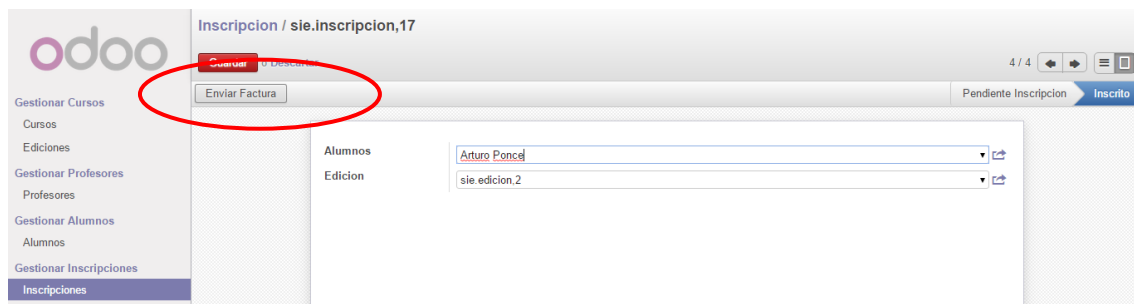 odoo
Inscripcion / sie.inscripcion,17
Guardar o Descartar
4 / 4
Enviar Factura
Pendiente Inscripcion
Inscrito
Gestionar Cursos
Cursos
Ediciones
Gestionar Profesores
Profesores
Gestionar Alumnos
Alumnos
Gestionar Inscripciones
Inscripciones
Alumnos
Arturo Ponce
Edicion
sie.edicion,2